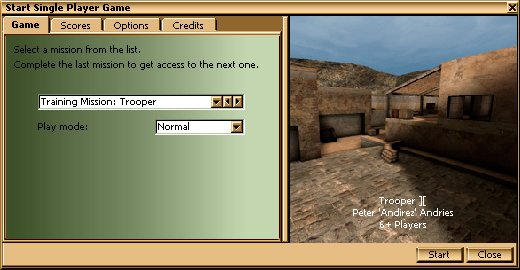 Start Single Player Game
Game Scores Options Credits
Select a mission from the list.
Complete the last mission to get access to the next one.
Training Mission: Trooper
Play mode: Normal
Trooper ][
Peter 'Andirez' Andries
6+ Players
Start Close